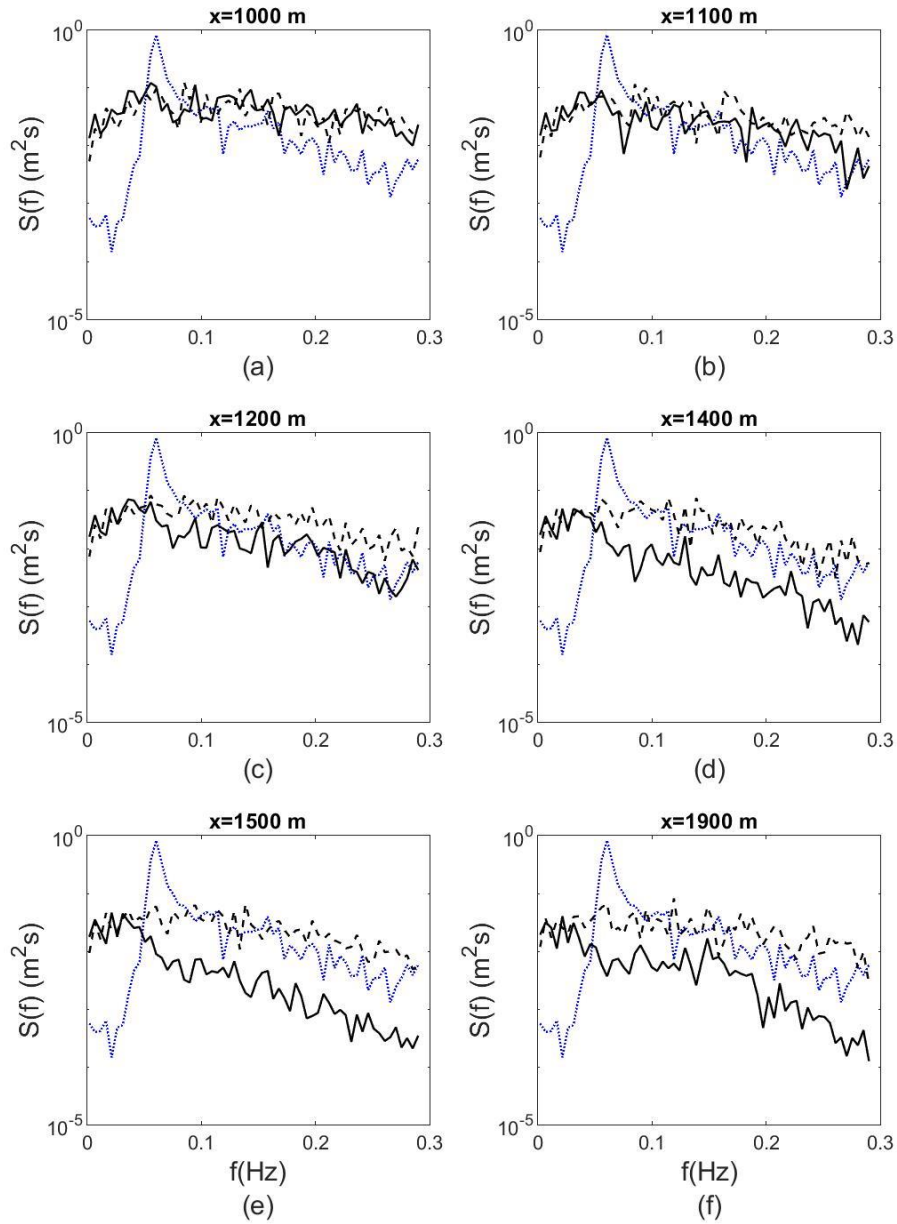 x=1000 m
10^0
S(f) (m^2s)
10^-5
0 0.1 0.2 0.3
(a)
x=1100 m
10^0
S(f) (m^2s)
10^-5
0 0.1 0.2 0.3
(b)
x=1200 m
10^0
S(f) (m^2s)
10^-5
0 0.1 0.2 0.3
(c)
x=1400 m
10^0
S(f) (m^2s)
10^-5
0 0.1 0.2 0.3
(d)
x=1500 m
10^0
S(f) (m^2s)
10^-5
0 0.1 0.2 0.3
f(Hz)
(e)
x=1900 m
10^0
S(f) (m^2s)
10^-5
0 0.1 0.2 0.3
f(Hz)
(f)